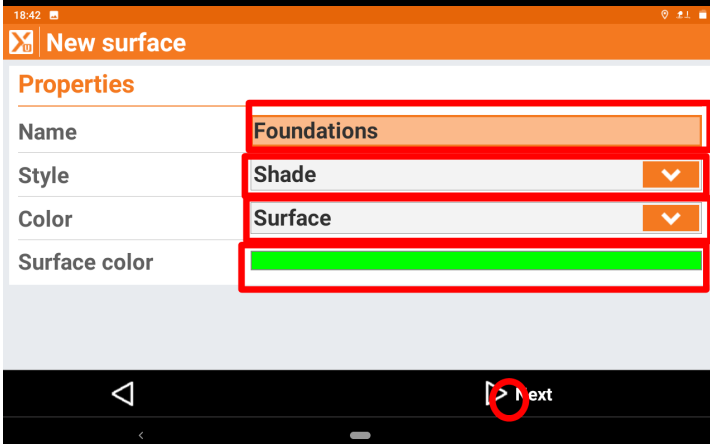 18:42
New surface
Properties
Name
Foundations
Style
Shade
Color
Surface
Surface color
Next